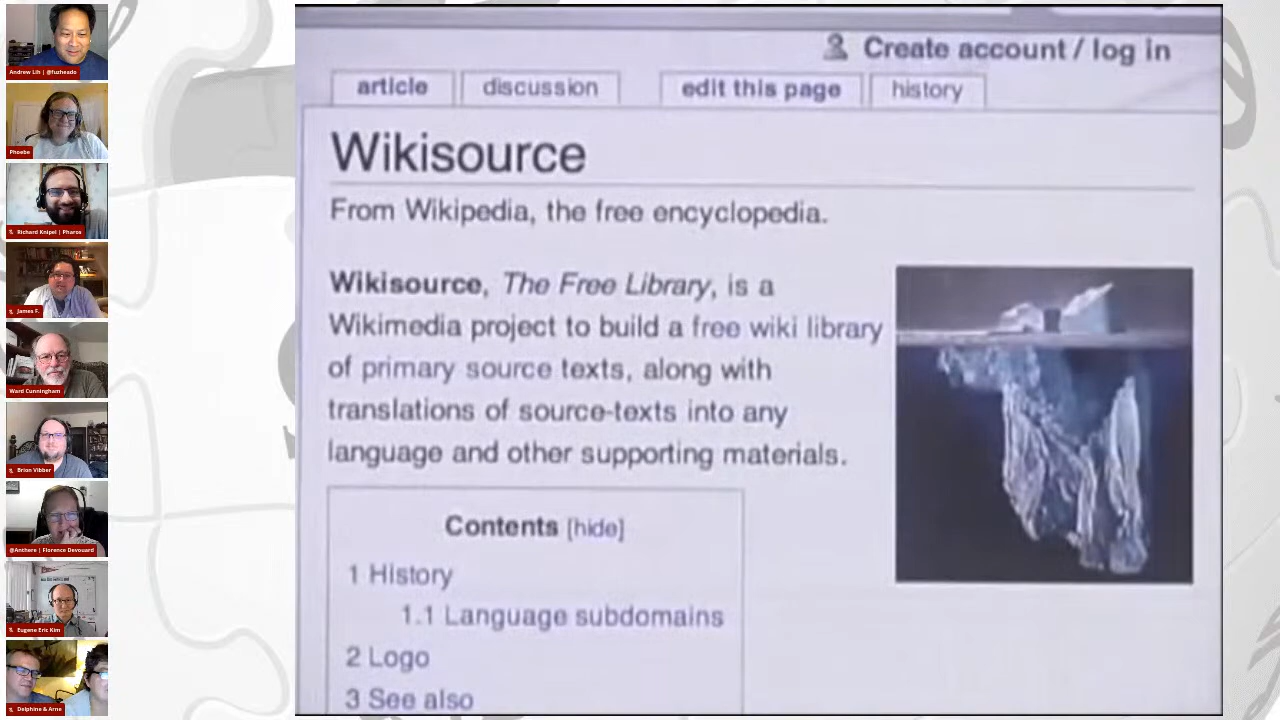 Andrew Lih | @fuzheado
Phoebe
Richard Knipel | Pharos
James F.
Ward Cunningham
Brion Vibber
@Anthere | Florence Devouard
Eugene Eric Kim
Delphine & Arne
Create account / log in
article discussion edit this page history
Wikisource
From Wikipedia, the free encyclopedia.
Wikisource, The Free Library, is a
Wikimedia project to build a free wiki library
of primary source texts, along with
translations of source-texts into any
language and other supporting materials.
Contents [hide]
1 History
1.1 Language subdomains
2 Logo
3 See also